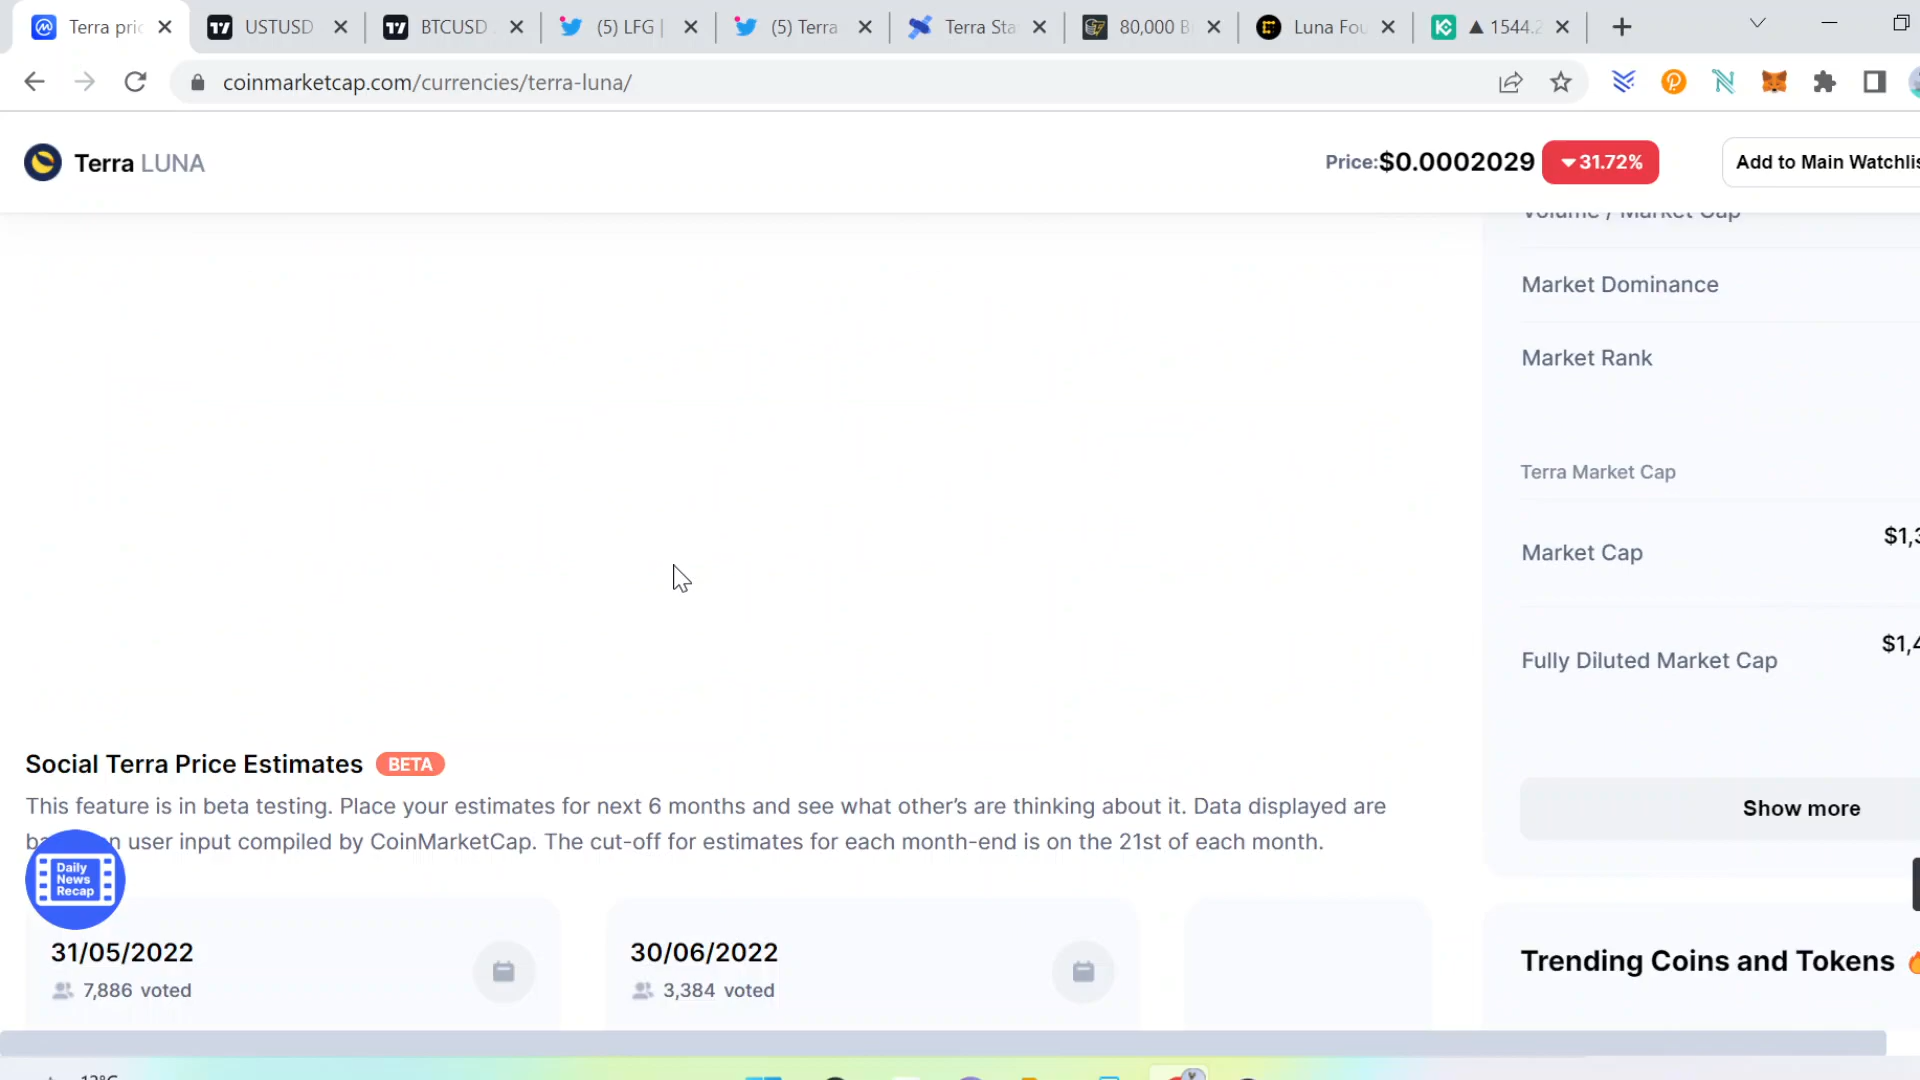 Terra pric
USTUSD
BTCUSD
(5) LFG |
(5) Terra
Terra Sta
80,000 B
Luna Fou
▲ 1544.2
coinmarketcap.com/currencies/terra-luna/
Terra LUNA
Price: $0.0002029 31.72%
Add to Main Watchlis
Volume / Market Cap
Market Dominance
Market Rank
Terra Market Cap
$1,3
Market Cap
$1,4
Fully Diluted Market Cap
Show more
Social Terra Price Estimates BETA
This feature is in beta testing. Place your estimates for next 6 months and see what other’s are thinking about it. Data displayed are
user input compiled by CoinMarketCap. The cut-off for estimates for each month-end is on the 21st of each month.
Daily
News
Recap
31/05/2022
7,886 voted
30/06/2022
3,384 voted
Trending Coins and Tokens